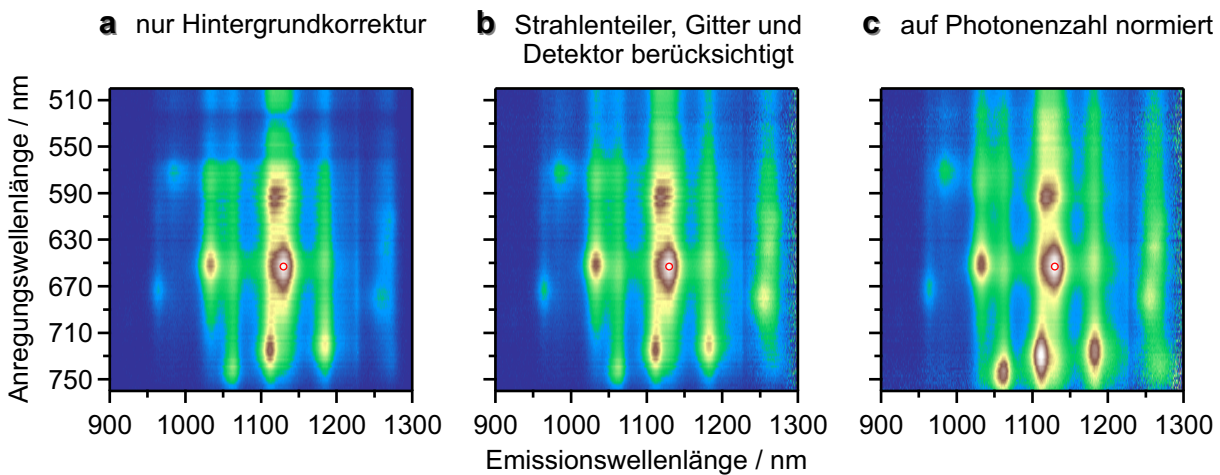 a nur Hintergrundkorrektur
b Strahlenteiler, Gitter und
Detektor berücksichtigt
c auf Photonenzahl normiert
Anregungswellenlänge / nm
510
550
590
630
670
710
750
900 1000 1100 1200 1300
900 1000 1100 1200 1300
900 1000 1100 1200 1300
Emissionswellenlänge / nm